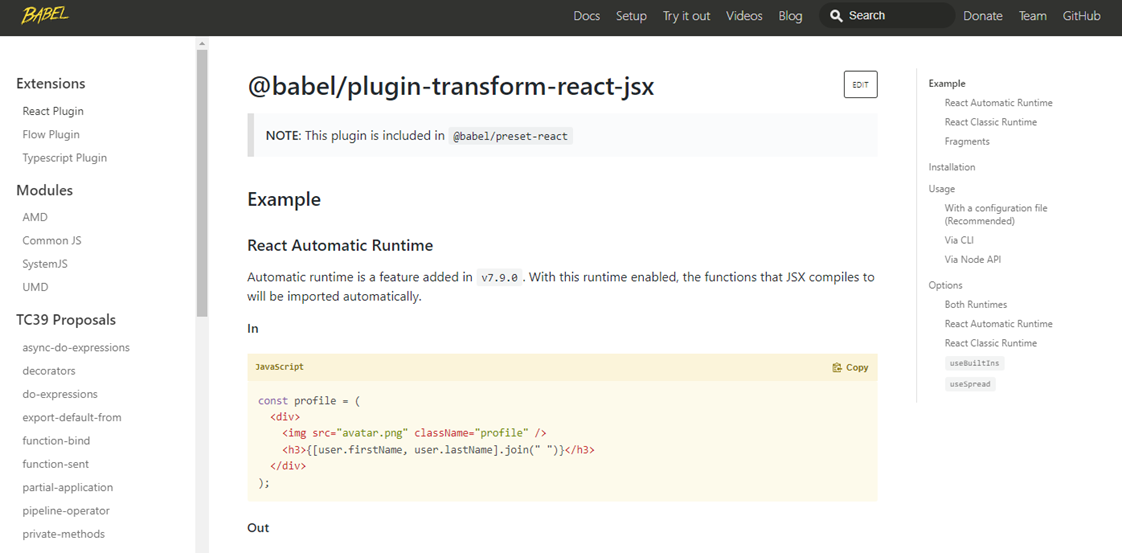 BABEL
Docs Setup Try it out Videos Blog Search Donate Team GitHub
Extensions
React Plugin
Flow Plugin
Typescript Plugin
Modules
AMD
Common JS
SystemJS
UMD
TC39 Proposals
async-do-expressions
decorators
do-expressions
export-default-from
function-bind
function-sent
partial-application
pipeline-operator
private-methods
@babel/plugin-transform-react-jsx
EDIT
NOTE: This plugin is included in @babel/preset-react
Example
React Automatic Runtime
Automatic runtime is a feature added in v7.9.0. With this runtime enabled, the functions that JSX compiles to
will be imported automatically.
In
JavaScript
Copy
const profile = (
  <div>
    <img src="avatar.png" className="profile" />
    <h3>{[user.firstName, user.lastName].join(" ")}</h3>
  </div>
);
Out
Example
React Automatic Runtime
React Classic Runtime
Fragments
Installation
Usage
With a configuration file
(Recommended)
Via CLI
Via Node API
Options
Both Runtimes
React Automatic Runtime
React Classic Runtime
useBuiltIns
useSpread